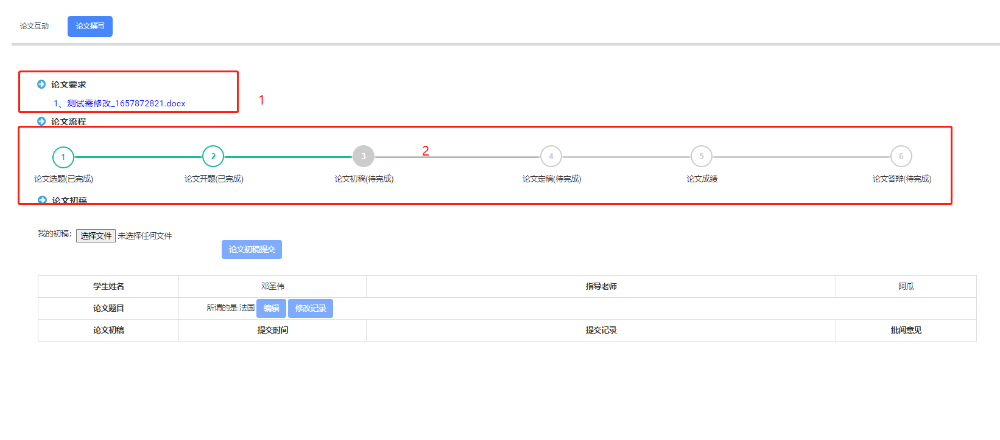 论文互动 论文撰写
论文要求
1、测试需修改_1657872821.docx
1
论文流程
2
1 2 3 4 5 6
论文选题(已完成) 论文开题(已完成) 论文初稿(待完成) 论文定稿(待完成) 论文成绩 论文答辩(待完成)
论文初稿
我的初稿: 选择文件 未选择任何文件
论文初稿提交
学生姓名 邓圣伟 指导老师 阿瓜
论文题目 所谓的是 法国 编辑 修改记录
论文初稿 提交时间 提交记录 批阅意见